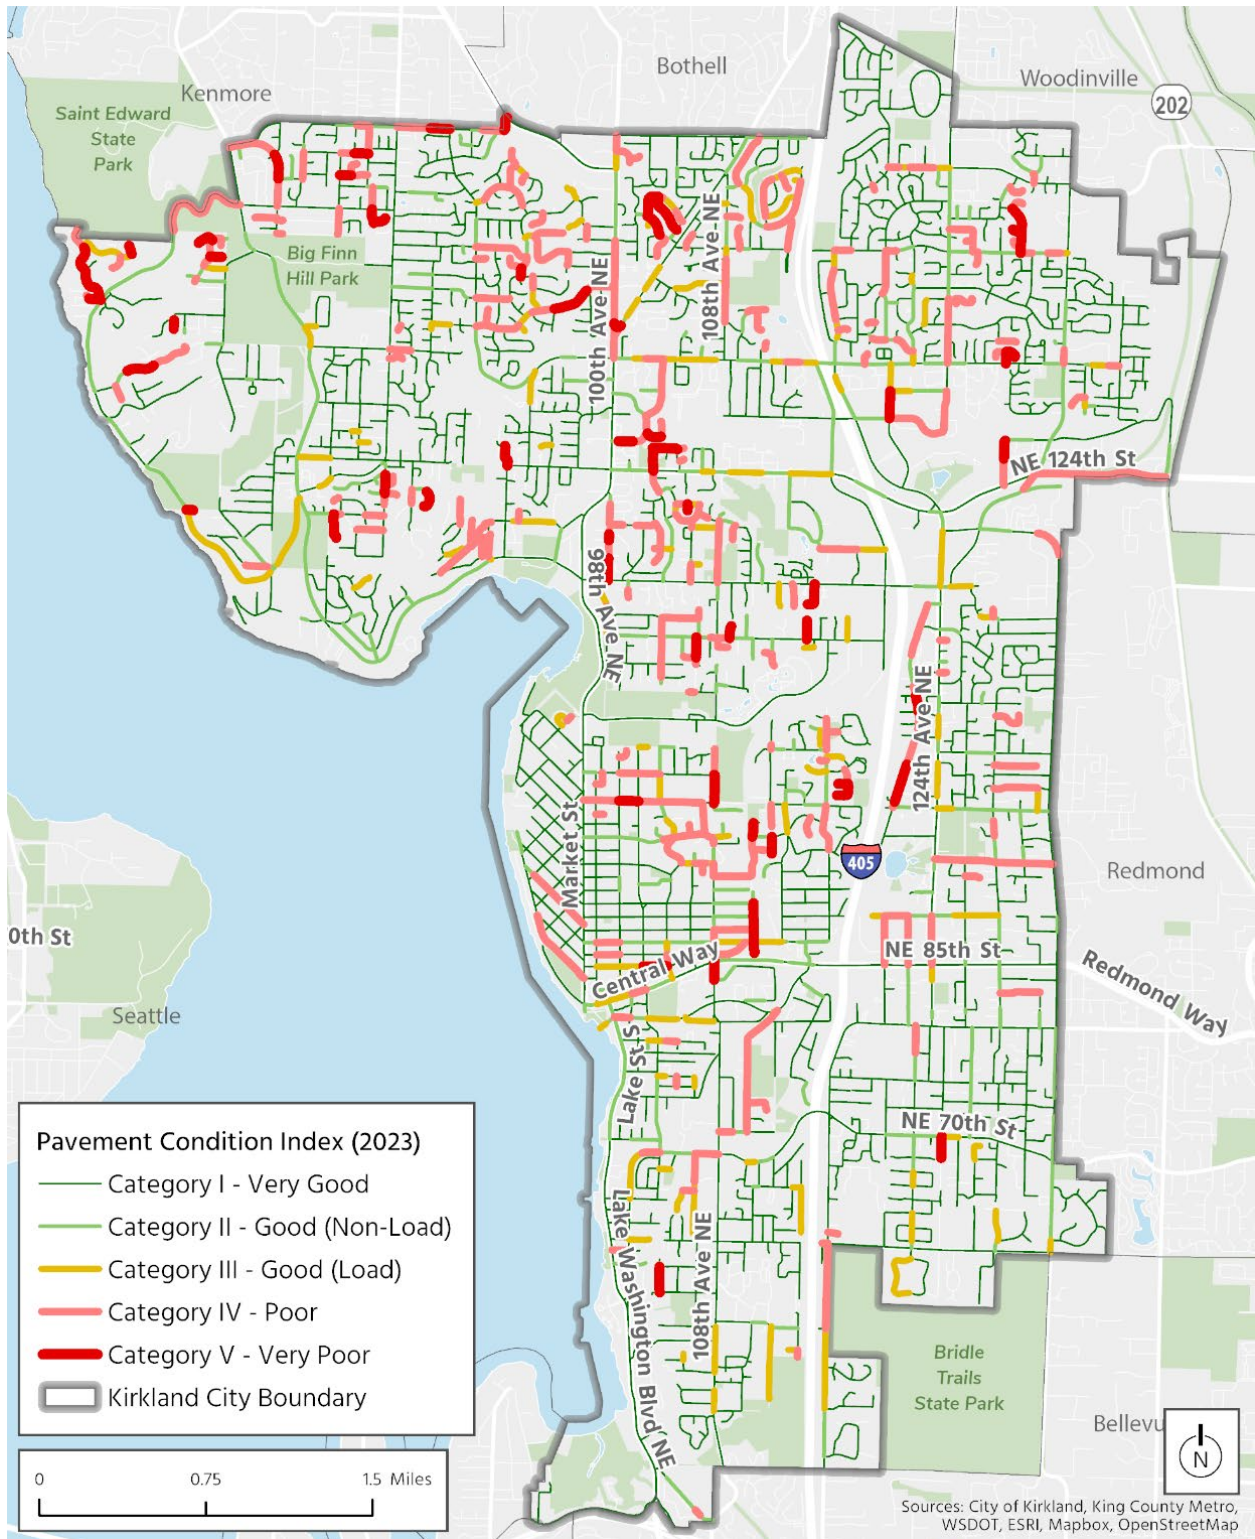 Bothell
Woodinville
202
Kenmore
Saint Edward
State
Park
Big Finn
Hill Park
108th Ave NE
100th Ave NE
NE 124th St
98th Ave NE
124th Ave NE
Market St
405
Redmond
0th St
NE 85th St
Central Way
Redmond Way
Seattle
Lake St S
NE 70th St
Lake Washington Blvd NE
108th Ave NE
Bridle
Trails
State Park
Bellevu
N
Pavement Condition Index (2023)
Category I - Very Good
Category II - Good (Non-Load)
Category III - Good (Load)
Category IV - Poor
Category V - Very Poor
Kirkland City Boundary
0 0.75 1.5 Miles
Sources: City of Kirkland, King County Metro,
WSDOT, ESRI, Mapbox, OpenStreetMap